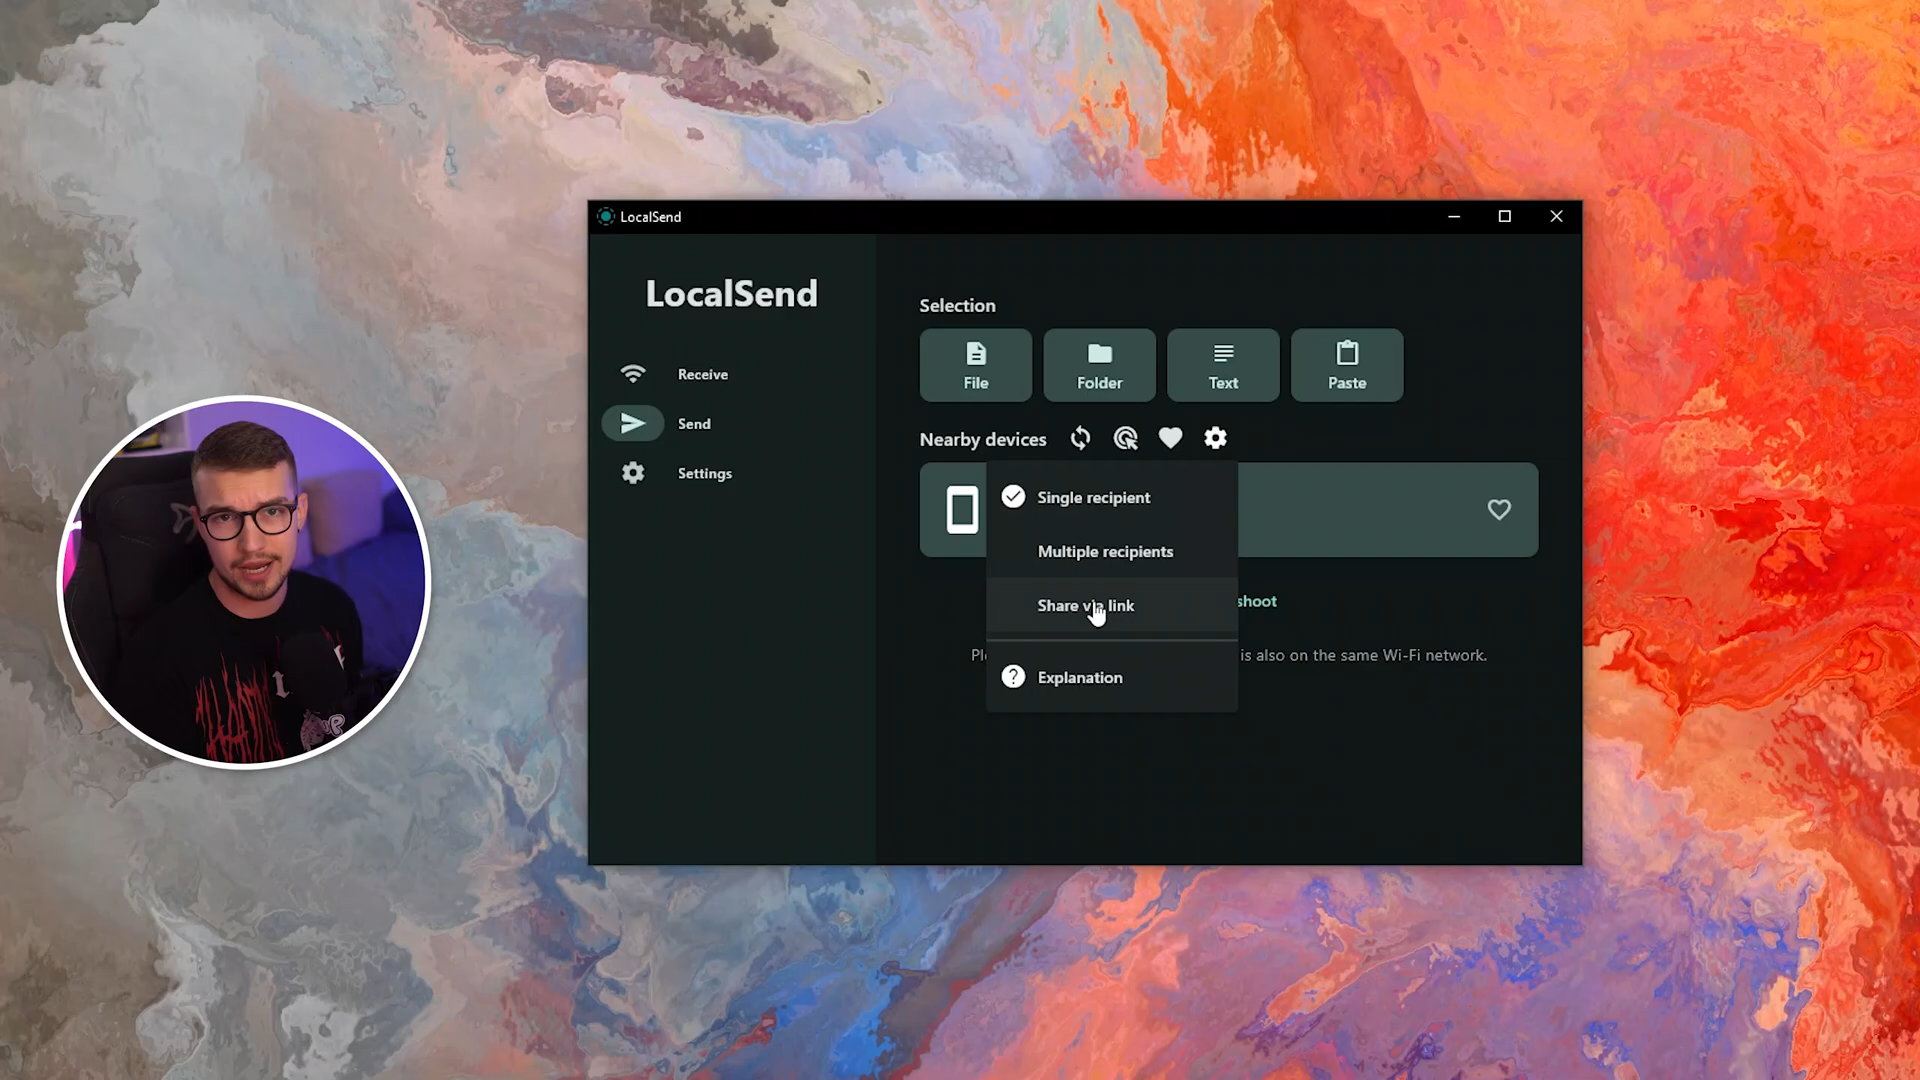 LocalSend
LocalSend
Receive
Send
Settings
Selection
File
Folder
Text
Paste
Nearby devices
Single recipient
Multiple recipients
Share via link
Explanation
shoot
is also on the same Wi-Fi network.